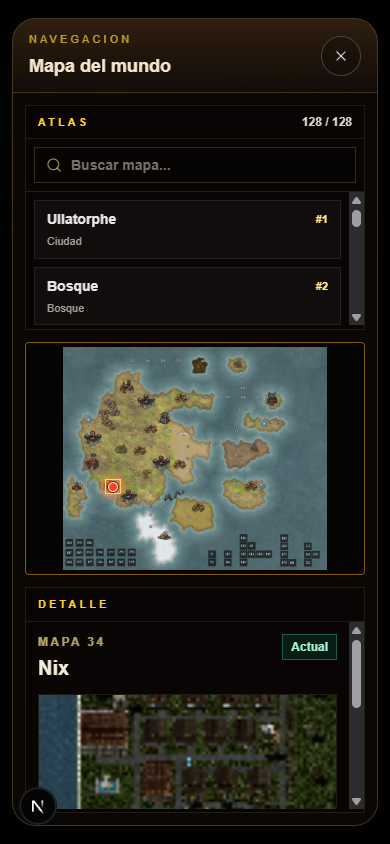 NAVEGACION
Mapa del mundo
ATLAS
128 / 128
Buscar mapa...
Ullatorphe
#1
Ciudad
Bosque
#2
Bosque
DETALLE
MAPA 34
Actual
Nix
N